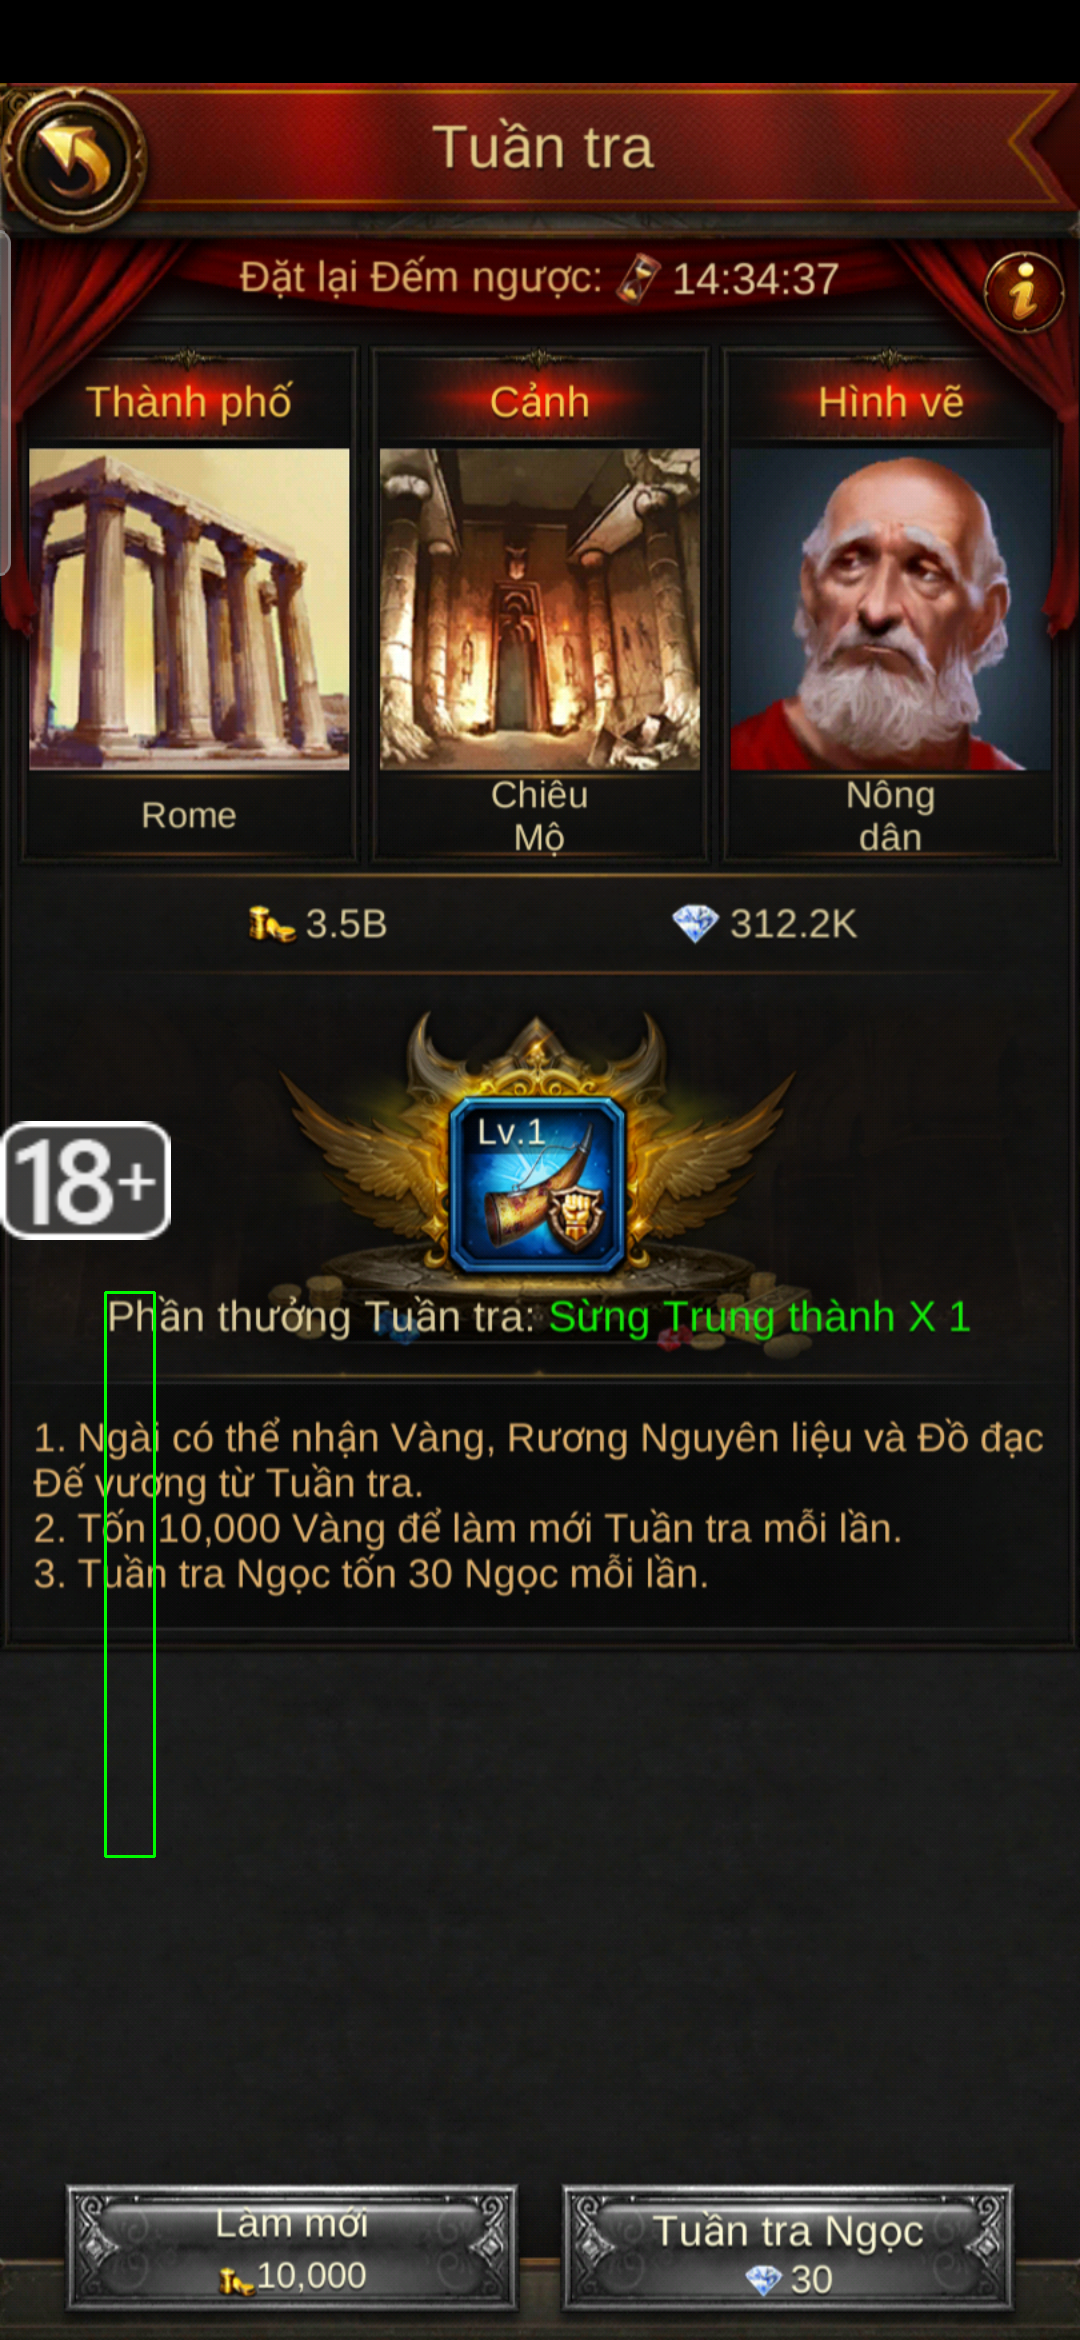 Tuần tra
Đặt lại Đếm ngược: 14:34:37
Thành phố
Cảnh
Hình vẽ
Rome
Chiêu
Mộ
Nông
dân
3.5B
312.2K
Lv.1
18+
Phần thưởng Tuần tra: Sừng Trung thành X 1
1. Ngài có thể nhận Vàng, Rương Nguyên liệu và Đồ đạc
Đế vương từ Tuần tra.
2. Tốn 10,000 Vàng để làm mới Tuần tra mỗi lần.
3. Tuần tra Ngọc tốn 30 Ngọc mỗi lần.
Làm mới
10,000
Tuần tra Ngọc
30